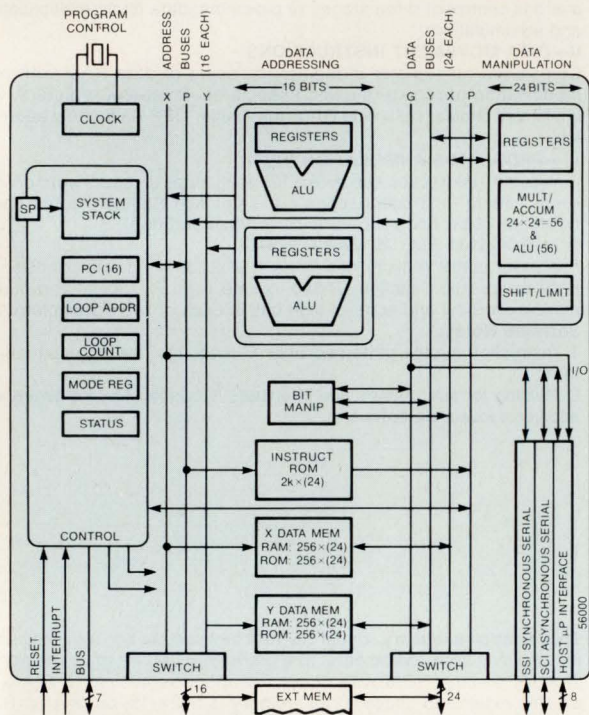 PROGRAM
CONTROL
ADDRESS
BUSES
(16 EACH)
X P Y
DATA
ADDRESSING
16 BITS
DATA
BUSES
(24 EACH)
G Y X P
DATA
MANIPULATION
24 BITS
CLOCK
SP
SYSTEM
STACK
PC (16)
LOOP ADDR
LOOP
COUNT
MODE REG
STATUS
CONTROL
REGISTERS
ALU
REGISTERS
ALU
REGISTERS
MULT/
ACCUM
24×24=56
&
ALU (56)
SHIFT/LIMIT
BIT
MANIP
INSTRUCT
ROM
2k×(24)
X DATA MEM
RAM: 256×(24)
ROM: 256×(24)
Y DATA MEM
RAM: 256×(24)
ROM: 256×(24)
I/O
SSI SYNCHRONOUS SERIAL
SCI ASYNCHRONOUS SERIAL
HOST µP INTERFACE
56000
RESET
INTERRUPT
BUS
7
SWITCH
16
EXT MEM
SWITCH
24
8